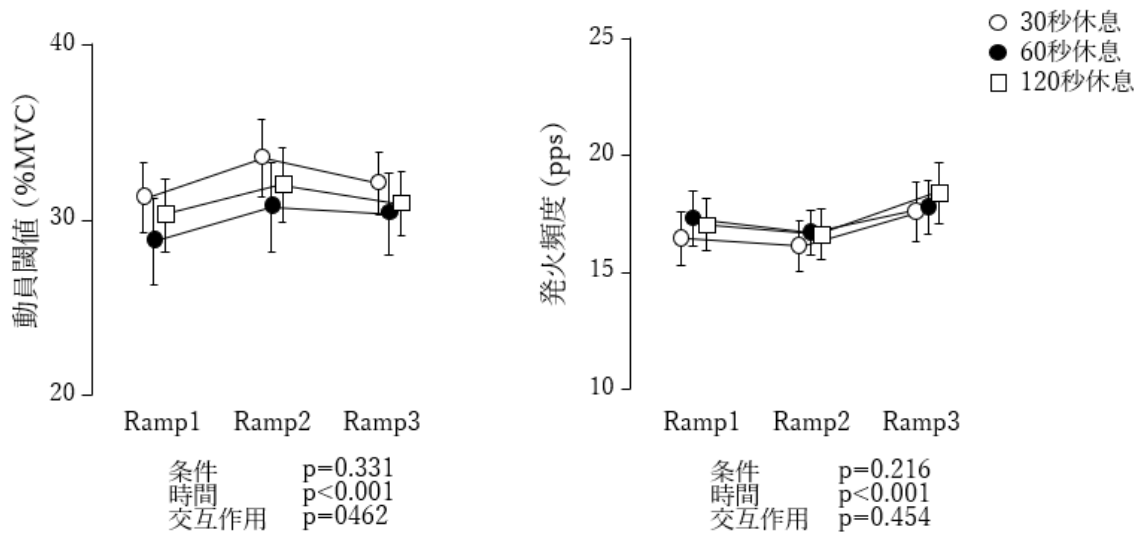 30秒休息
60秒休息
120秒休息
動員閾値 (%MVC)
40
30
20
Ramp1 Ramp2 Ramp3
条件 p=0.331
時間 p<0.001
交互作用 p=0462
発火頻度 (pps)
25
20
15
10
Ramp1 Ramp2 Ramp3
条件 p=0.216
時間 p<0.001
交互作用 p=0.454